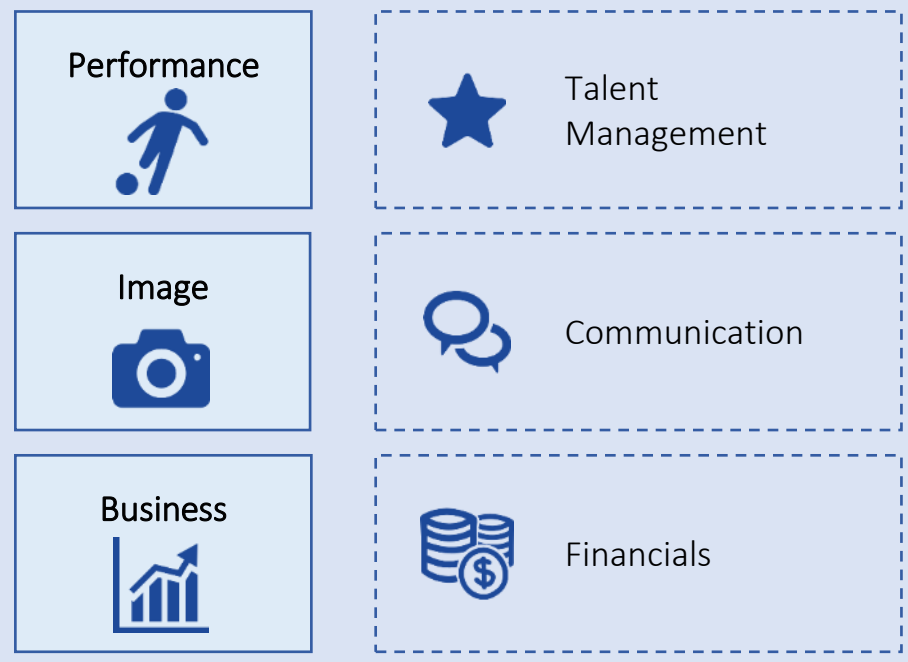 Performance
Talent
Management
Image
Communication
Business
$
Financials